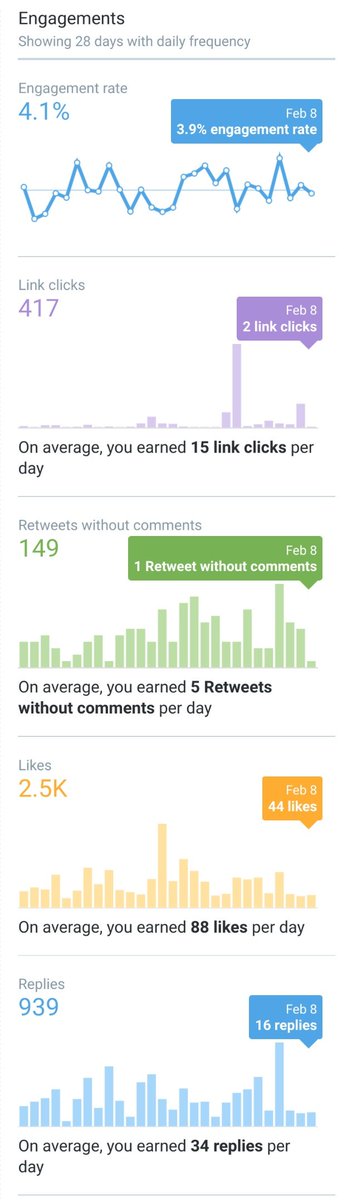 Engagements
Showing 28 days with daily frequency
Engagement rate
4.1%
Feb 8
3.9% engagement rate
Link clicks
417
Feb 8
2 link clicks
On average, you earned 15 link clicks per
day
Retweets without comments
149
Feb 8
1 Retweet without comments
On average, you earned 5 Retweets
without comments per day
Likes
2.5K
Feb 8
44 likes
On average, you earned 88 likes per day
Replies
939
Feb 8
16 replies
On average, you earned 34 replies per
day